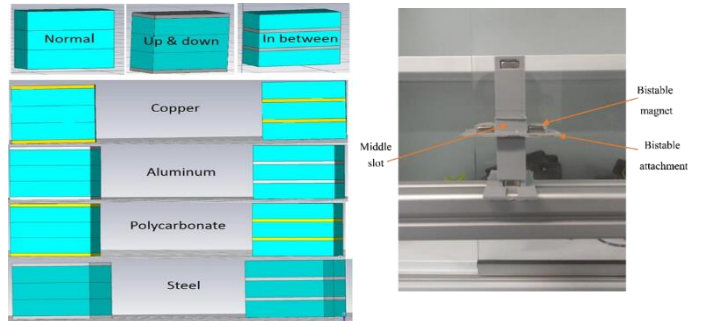 Normal
Up & down
In between
Copper
Aluminum
Polycarbonate
Steel
Bistable
magnet
Middle
slot
Bistable
attachment